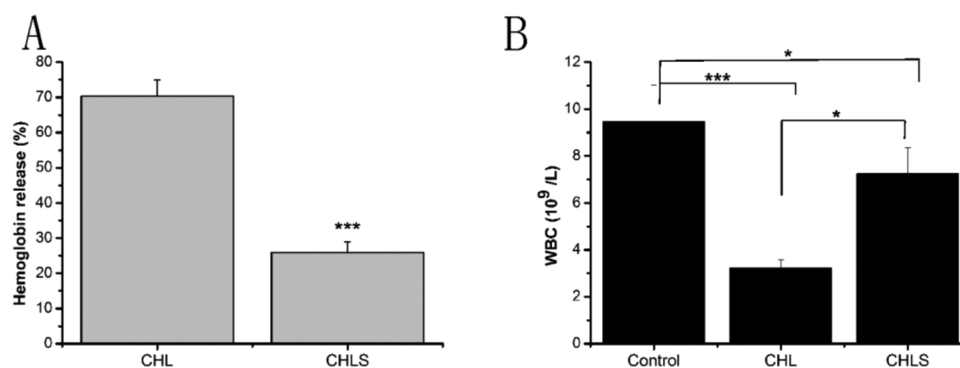 A
Hemoglobin release (%)
80
70
60
50
40
30
20
10
0
***
CHL
CHLS
B
WBC (10⁹ /L)
12
10
8
6
4
2
0
*
***
*
Control
CHL
CHLS